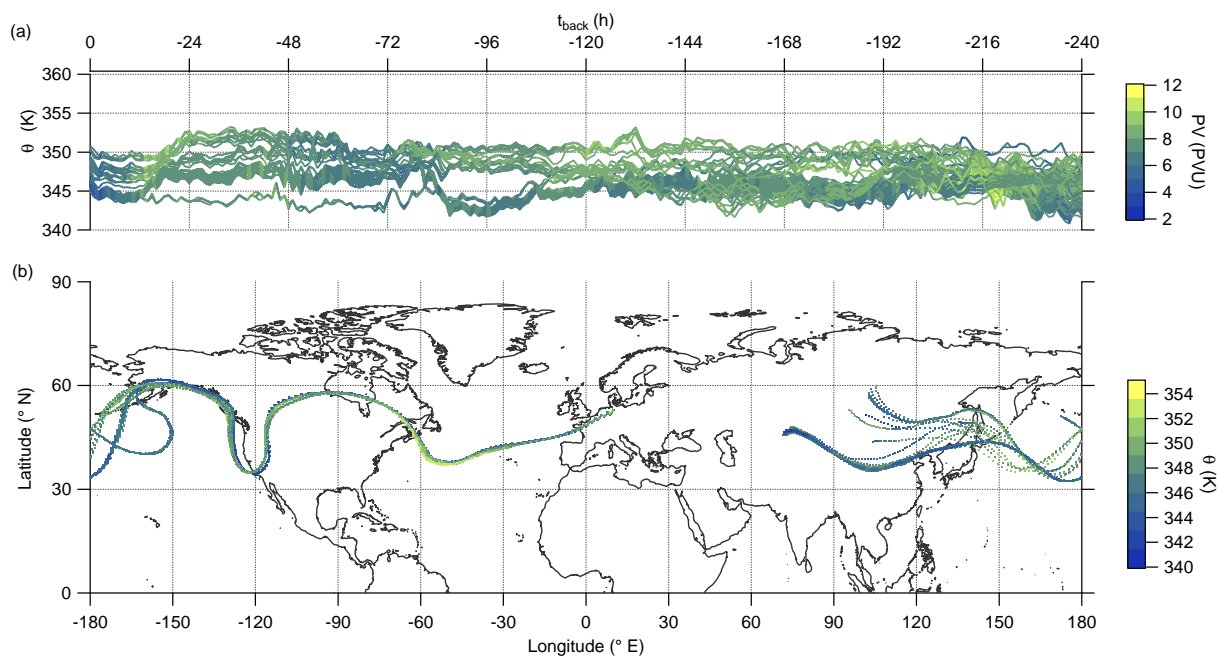 t_back (h)
(a)
0 -24 -48 -72 -96 -120 -144 -168 -192 -216 -240
360
355
350
345
340
θ (K)
12
10
8
6
4
2
PV (PVU)
(b)
90
60
30
0
Latitude (° N)
354
352
350
348
346
344
342
340
θ (K)
-180 -150 -120 -90 -60 -30 0 30 60 90 120 150 180
Longitude (° E)